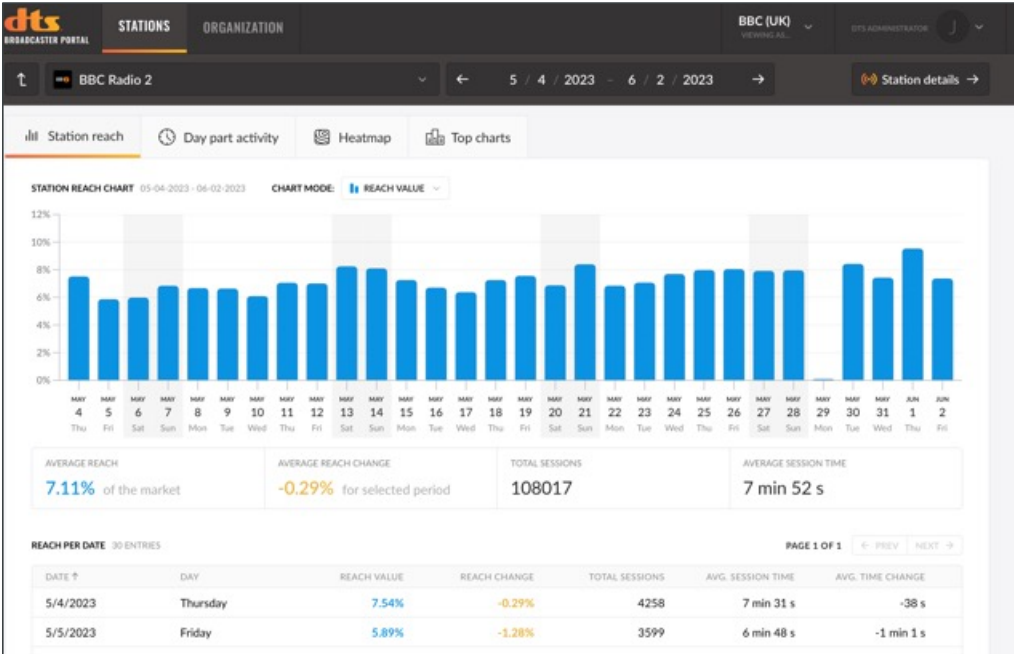 dts
BROADCASTER PORTAL
STATIONS
ORGANIZATION
BBC (UK)
VIEWING AS...
DTS ADMINISTRATOR
J
BBC Radio 2
5 / 4 / 2023 – 6 / 2 / 2023
Station details
Station reach
Day part activity
Heatmap
Top charts
STATION REACH CHART 05-04-2023 - 06-02-2023 CHART MODE: REACH VALUE
12%
10%
8%
6%
4%
2%
0%
MAY MAY MAY MAY MAY MAY MAY MAY MAY MAY MAY MAY MAY MAY MAY MAY MAY MAY MAY MAY MAY MAY MAY MAY MAY MAY MAY MAY JUN JUN
4 5 6 7 8 9 10 11 12 13 14 15 16 17 18 19 20 21 22 23 24 25 26 27 28 29 30 31 1 2
Thu Fri Sat Sun Mon Tue Wed Thu Fri Sat Sun Mon Tue Wed Thu Fri Sat Sun Mon Tue Wed Thu Fri Sat Sun Mon Tue Wed Thu Fri
AVERAGE REACH AVERAGE REACH CHANGE TOTAL SESSIONS AVERAGE SESSION TIME
7.11% of the market -0.29% for selected period 108017 7 min 52 s
REACH PER DATE 30 ENTRIES PAGE 1 OF 1 ← PREV NEXT →
DATE ↑ DAY REACH VALUE REACH CHANGE TOTAL SESSIONS AVG. SESSION TIME AVG. TIME CHANGE
5/4/2023 Thursday 7.54% -0.29% 4258 7 min 31 s -38 s
5/5/2023 Friday 5.89% -1.28% 3599 6 min 48 s -1 min 1 s